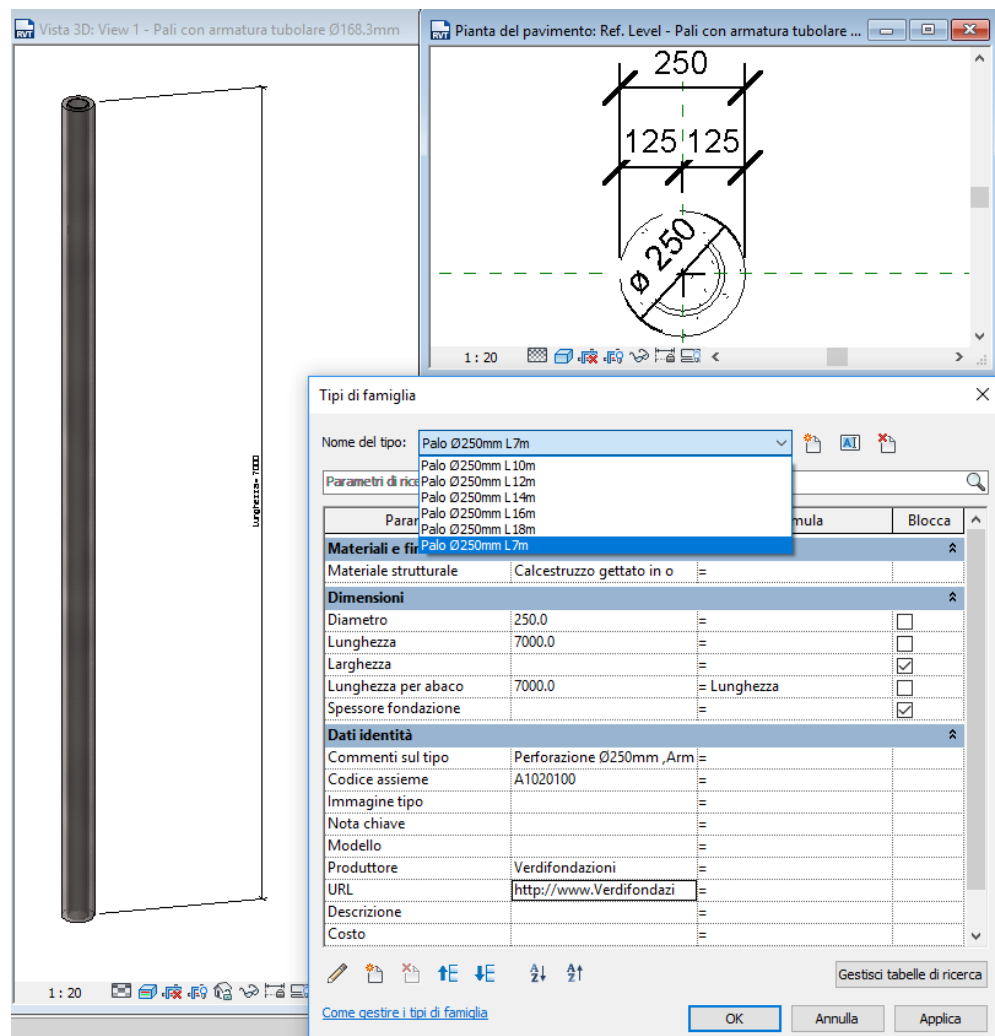 Vista 3D: View 1 - Pali con armatura tubolare Ø168.3mm
Lunghezza= 7000
1 : 20
Pianta del pavimento: Ref. Level - Pali con armatura tubolare ...
250
125 125
Ø 250
1 : 20
Tipi di famiglia
Nome del tipo: Palo Ø250mm L7m
Palo Ø250mm L10m
Parametri di rice Palo Ø250mm L12m
Palo Ø250mm L14m
Palo Ø250mm L16m
Palo Ø250mm L18m
Palo Ø250mm L7m
Parar mula Blocca
Materiali e fin
Materiale strutturale Calcestruzzo gettato in o =
Dimensioni
Diametro 250.0 =
Lunghezza 7000.0 =
Larghezza =
Lunghezza per abaco 7000.0 = Lunghezza
Spessore fondazione =
Dati identità
Commenti sul tipo Perforazione Ø250mm ,Arm =
Codice assieme A1020100 =
Immagine tipo =
Nota chiave =
Modello =
Produttore Verdifondazioni =
URL http://www.Verdifondazi =
Descrizione =
Costo =
Gestisci tabelle di ricerca
Come gestire i tipi di famiglia
OK Annulla Applica